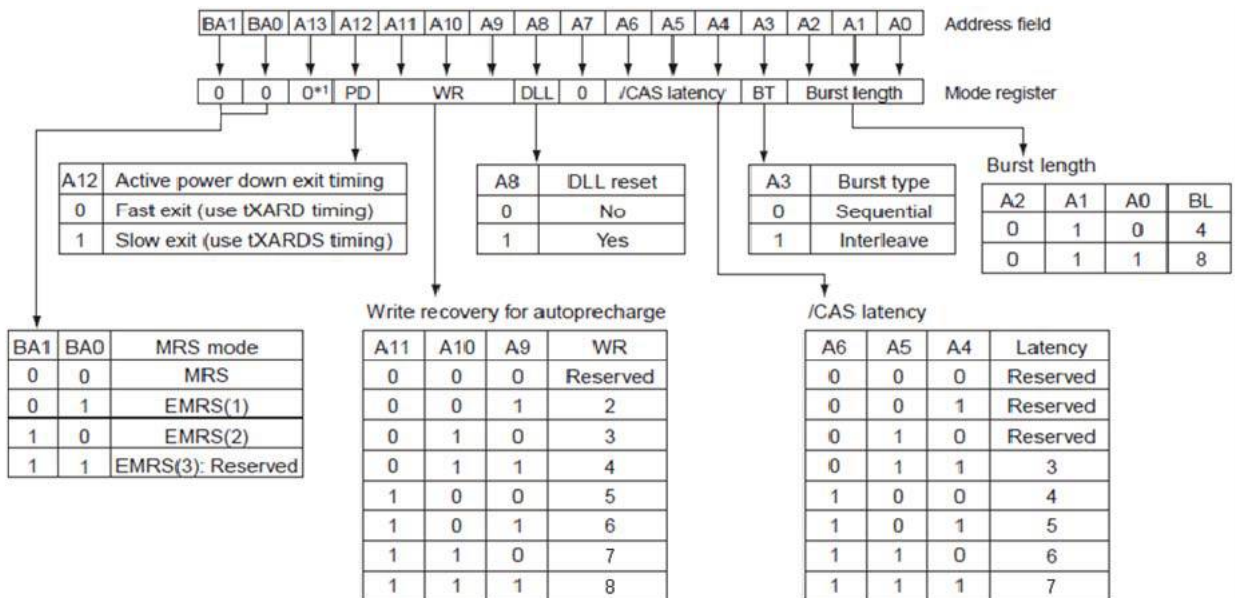 BA1 BA0 A13 A12 A11 A10 A9 A8 A7 A6 A5 A4 A3 A2 A1 A0 Address field
0 0 0*1 PD WR DLL 0 /CAS latency BT Burst length Mode register
A12 Active power down exit timing
0 Fast exit (use tXARD timing)
1 Slow exit (use tXARDS timing)
A8 DLL reset
0 No
1 Yes
A3 Burst type
0 Sequential
1 Interleave
Burst length
A2 A1 A0 BL
0 1 0 4
0 1 1 8
BA1 BA0 MRS mode
0 0 MRS
0 1 EMRS(1)
1 0 EMRS(2)
1 1 EMRS(3): Reserved
Write recovery for autoprecharge
A11 A10 A9 WR
0 0 0 Reserved
0 0 1 2
0 1 0 3
0 1 1 4
1 0 0 5
1 0 1 6
1 1 0 7
1 1 1 8
/CAS latency
A6 A5 A4 Latency
0 0 0 Reserved
0 0 1 Reserved
0 1 0 Reserved
0 1 1 3
1 0 0 4
1 0 1 5
1 1 0 6
1 1 1 7